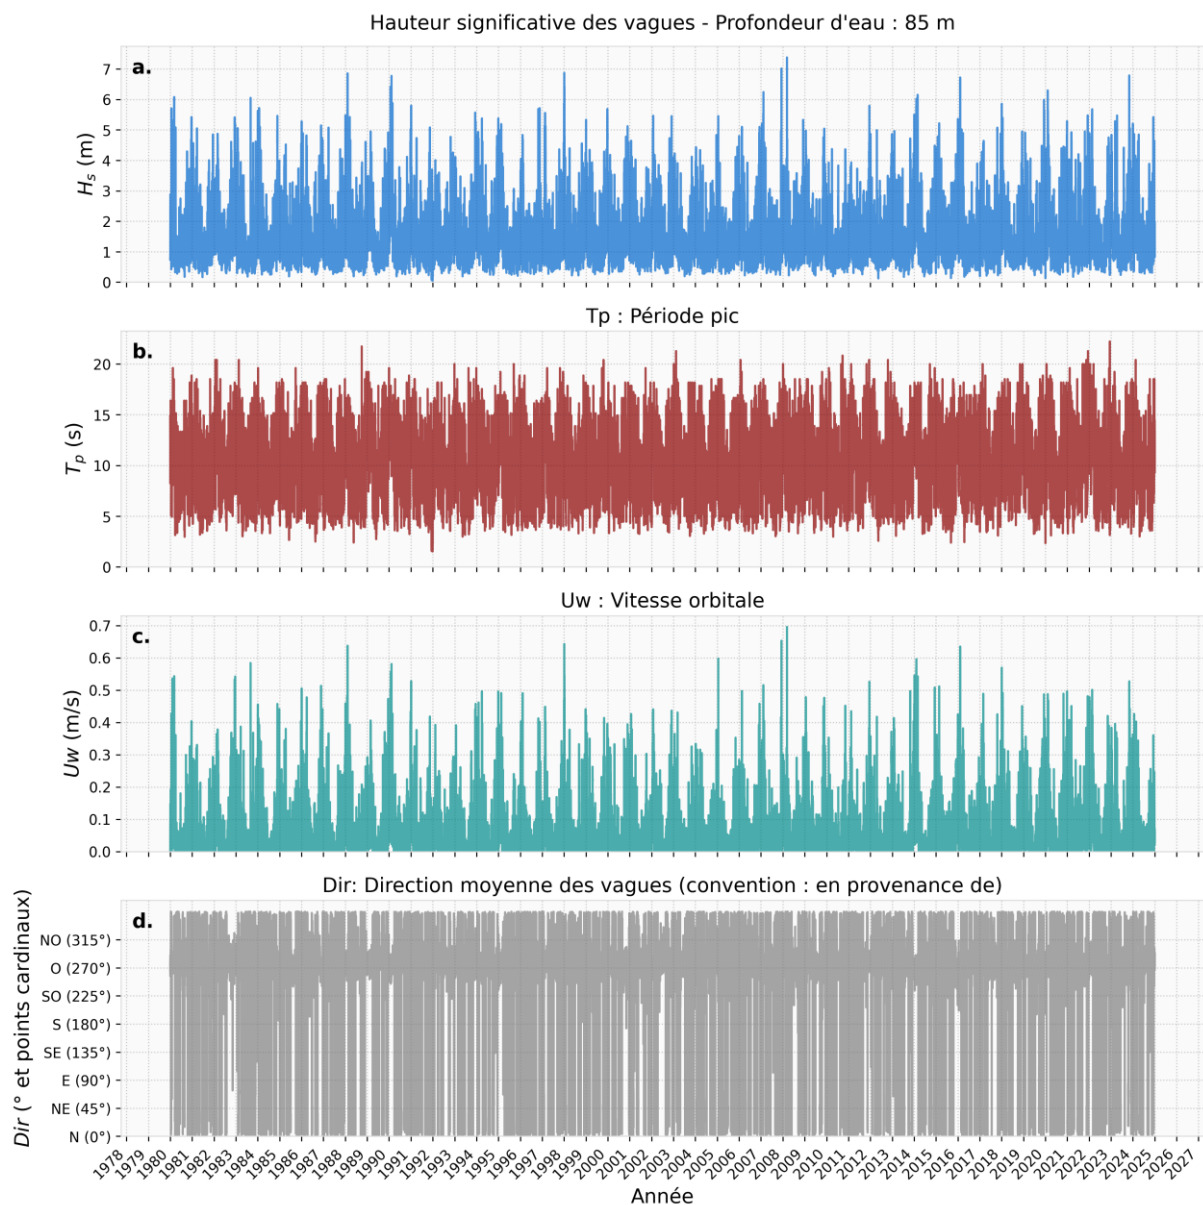 Hauteur significative des vagues - Profondeur d'eau : 85 m
a.
7
6
5
4
3
2
1
0
H_s (m)
Tp : Période pic
b.
20
15
10
5
0
T_p (s)
Uw : Vitesse orbitale
c.
0.7
0.6
0.5
0.4
0.3
0.2
0.1
0.0
Uw (m/s)
Dir: Direction moyenne des vagues (convention : en provenance de)
d.
NO (315°)
O (270°)
SO (225°)
S (180°)
SE (135°)
E (90°)
NE (45°)
N (0°)
Dir (° et points cardinaux)
1978 1979 1980 1981 1982 1983 1984 1985 1986 1987 1988 1989 1990 1991 1992 1993 1994 1995 1996 1997 1998 1999 2000 2001 2002 2003 2004 2005 2006 2007 2008 2009 2010 2011 2012 2013 2014 2015 2016 2017 2018 2019 2020 2021 2022 2023 2024 2025 2026 2027
Année